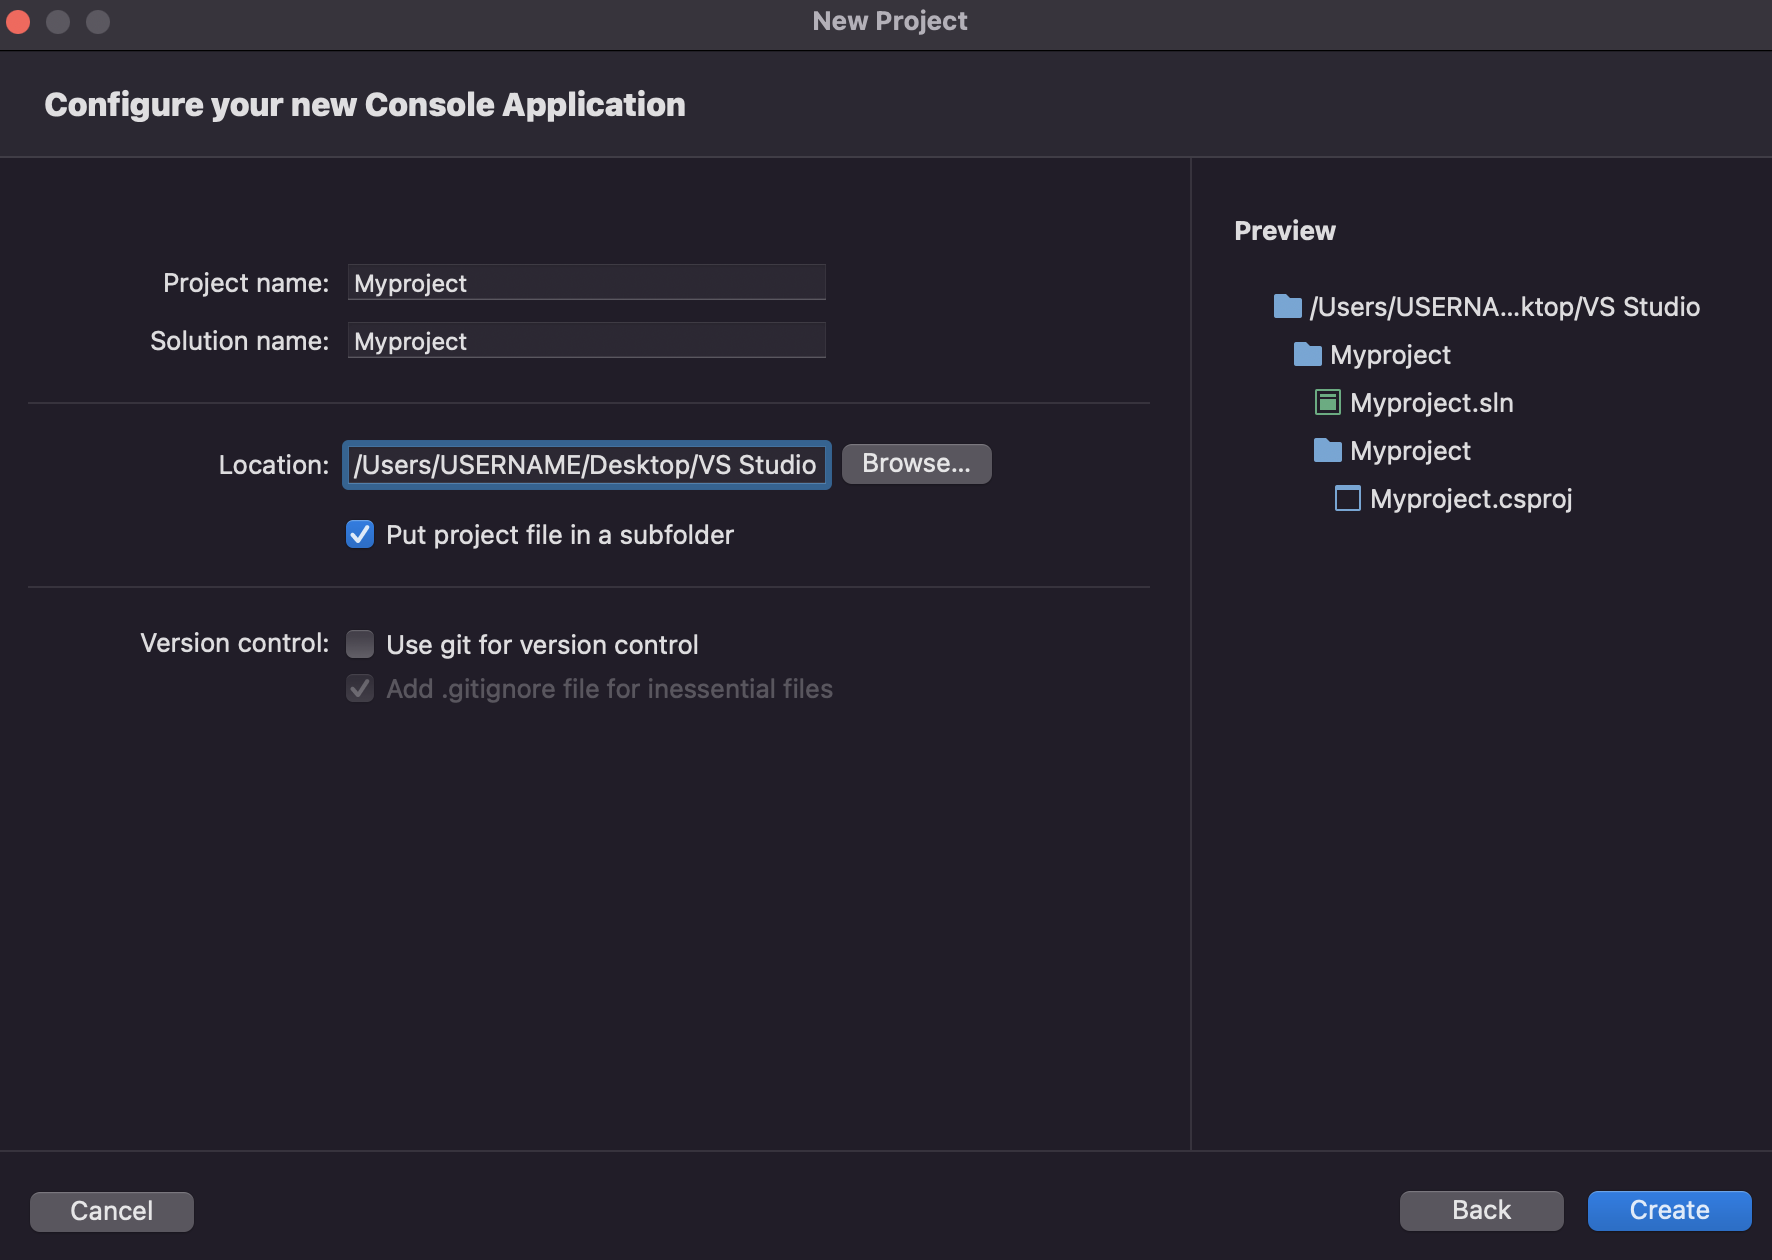 New Project
Configure your new Console Application
Project name: Myproject
Solution name: Myproject
Location: /Users/USERNAME/Desktop/VS Studio Browse...
Put project file in a subfolder
Version control: Use git for version control
Add .gitignore file for inessential files
Preview
/Users/USERNA...ktop/VS Studio
Myproject
Myproject.sln
Myproject
Myproject.csproj
Cancel Back Create